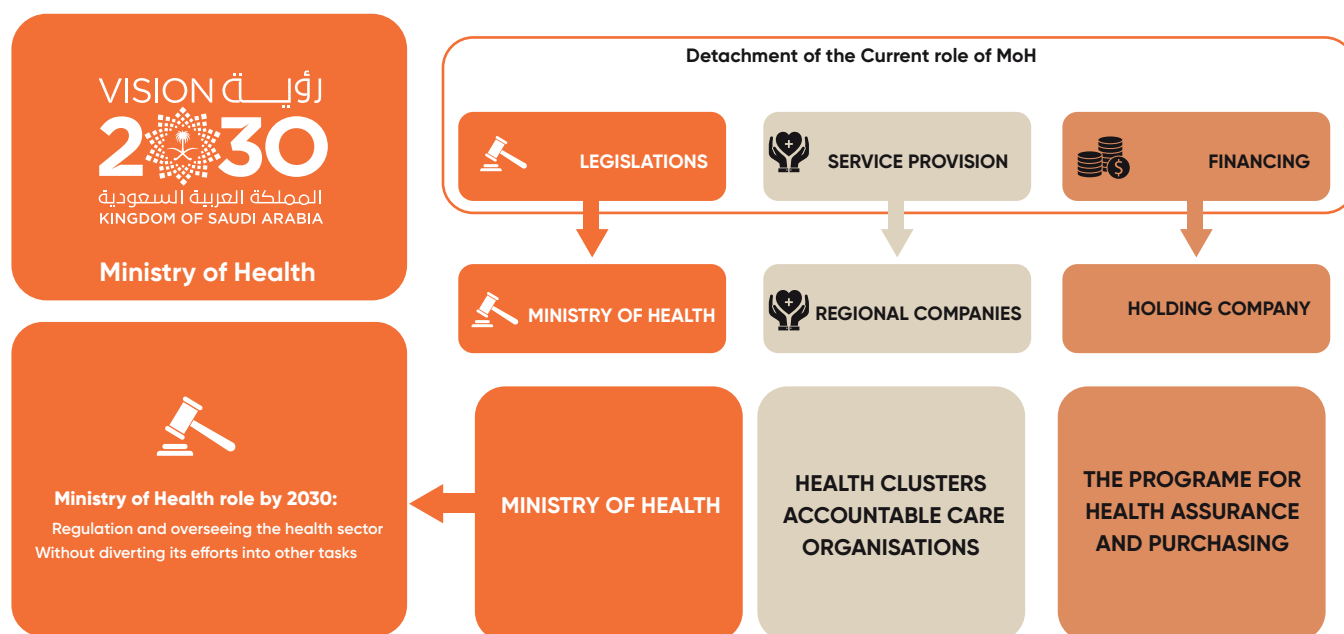 VISION رؤيـــة
2030
المملكة العربية السعودية
KINGDOM OF SAUDI ARABIA
Ministry of Health
Detachment of the Current role of MoH
LEGISLATIONS
SERVICE PROVISION
$
FINANCING
MINISTRY OF HEALTH
REGIONAL COMPANIES
HOLDING COMPANY
Ministry of Health role by 2030:
Regulation and overseeing the health sector
Without diverting its efforts into other tasks
MINISTRY OF HEALTH
HEALTH CLUSTERS
ACCOUNTABLE CARE
ORGANISATIONS
THE PROGRAME FOR
HEALTH ASSURANCE
AND PURCHASING